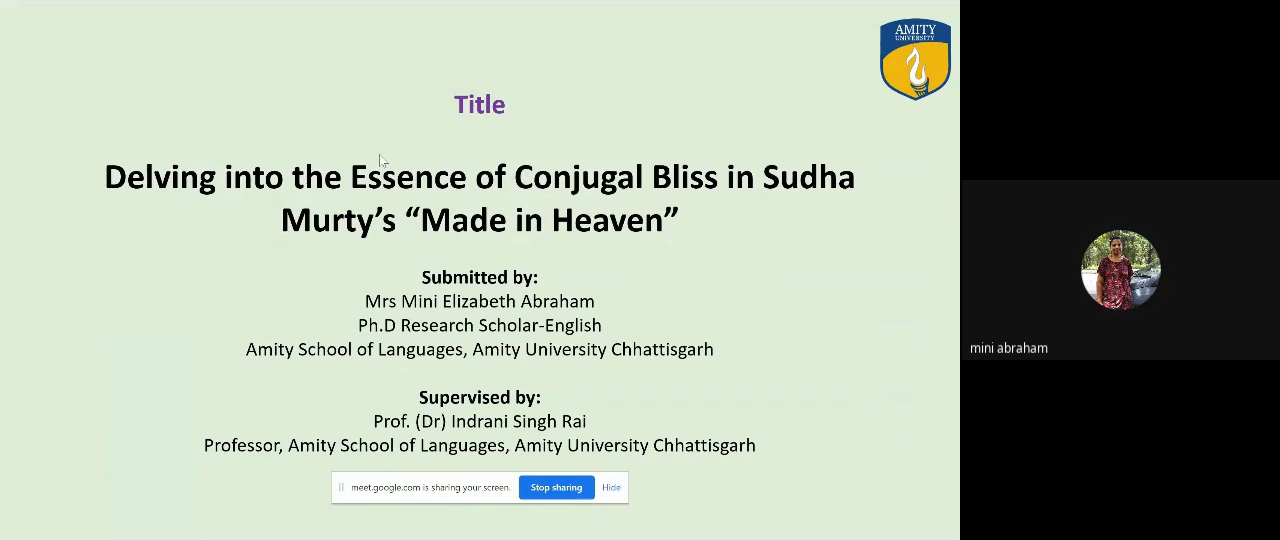 AMITY
UNIVERSITY
Title
Delving into the Essence of Conjugal Bliss in Sudha
Murty’s “Made in Heaven”
Submitted by:
Mrs Mini Elizabeth Abraham
Ph.D Research Scholar-English
Amity School of Languages, Amity University Chhattisgarh
Supervised by:
Prof. (Dr) Indrani Singh Rai
Professor, Amity School of Languages, Amity University Chhattisgarh
meet.google.com is sharing your screen. Stop sharing Hide
mini abraham